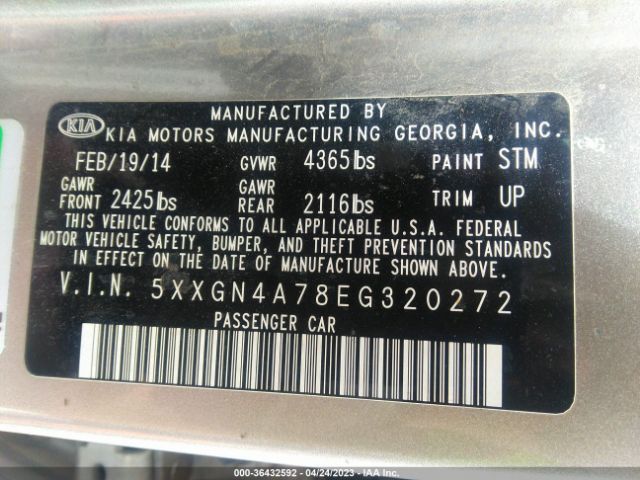 MANUFACTURED BY
KIA KIA MOTORS MANUFACTURING GEORGIA, INC.
FEB/19/14 GVWR 4365lbs PAINT STM
GAWR FRONT 2425lbs GAWR REAR 2116lbs TRIM UP
THIS VEHICLE CONFORMS TO ALL APPLICABLE U.S.A. FEDERAL
MOTOR VEHICLE SAFETY, BUMPER, AND THEFT PREVENTION STANDARDS
IN EFFECT ON THE DATE OF MANUFACTURE SHOWN ABOVE.
V.I.N. 5XXGN4A78EG320272
PASSENGER CAR
000-36432592 - 04/24/2023 - IAA Inc.